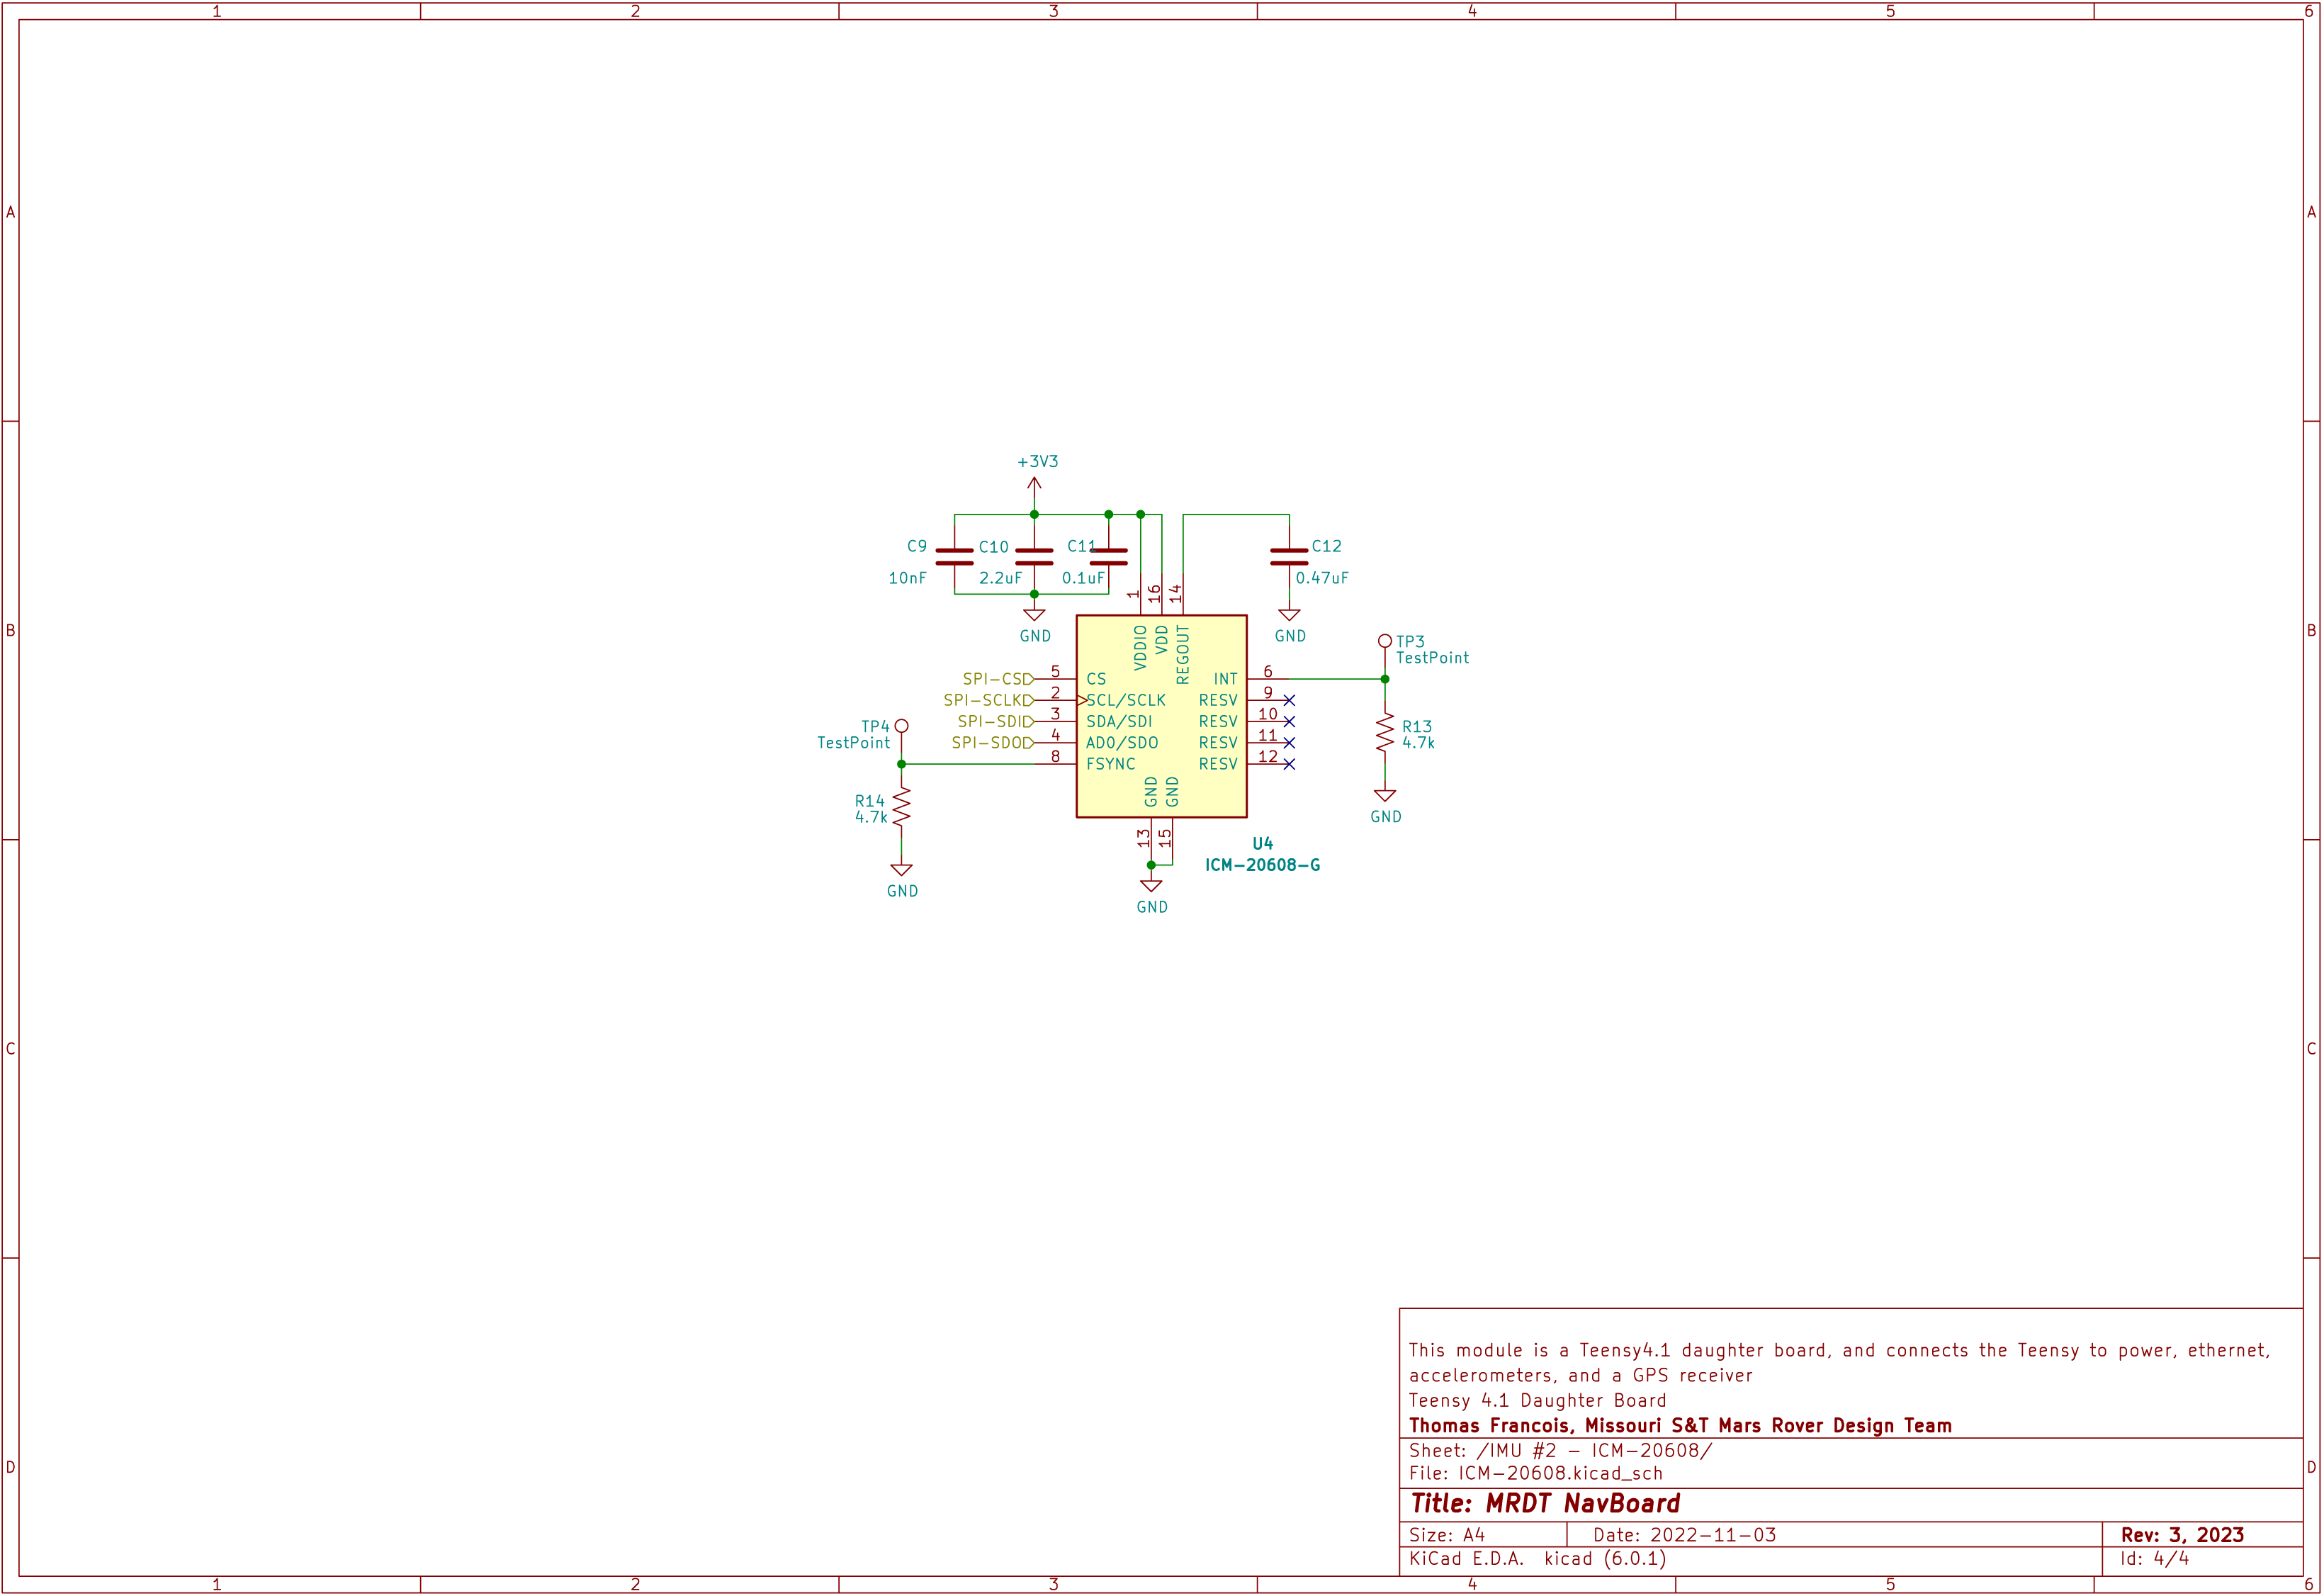 1 2 3 4 5 6
A A
+3V3
C9 C10 C11 C12
10nF 2.2uF 0.1uF 0.47uF
1 16 14
B B
GND GND
VDDIO VDD REGOUT
TP3
TestPoint
SPI-CS 5 CS INT 6
SPI-SCLK 2 SCL/SCLK RESV 9
SPI-SDI 3 SDA/SDI RESV 10
SPI-SDO 4 AD0/SDO RESV 11
8 FSYNC RESV 12
TP4
TestPoint
R13
4.7k
GND GND
R14
4.7k
GND
13 15
U4
ICM-20608-G
GND
GND
C C
This module is a Teensy4.1 daughter board, and connects the Teensy to power, ethernet,
accelerometers, and a GPS receiver
Teensy 4.1 Daughter Board
Thomas Francois, Missouri S&T Mars Rover Design Team
Sheet: /IMU #2 - ICM-20608/
File: ICM-20608.kicad_sch
D D
Title: MRDT NavBoard
Size: A4 Date: 2022-11-03 Rev: 3, 2023
KiCad E.D.A. kicad (6.0.1) Id: 4/4
1 2 3 4 5 6